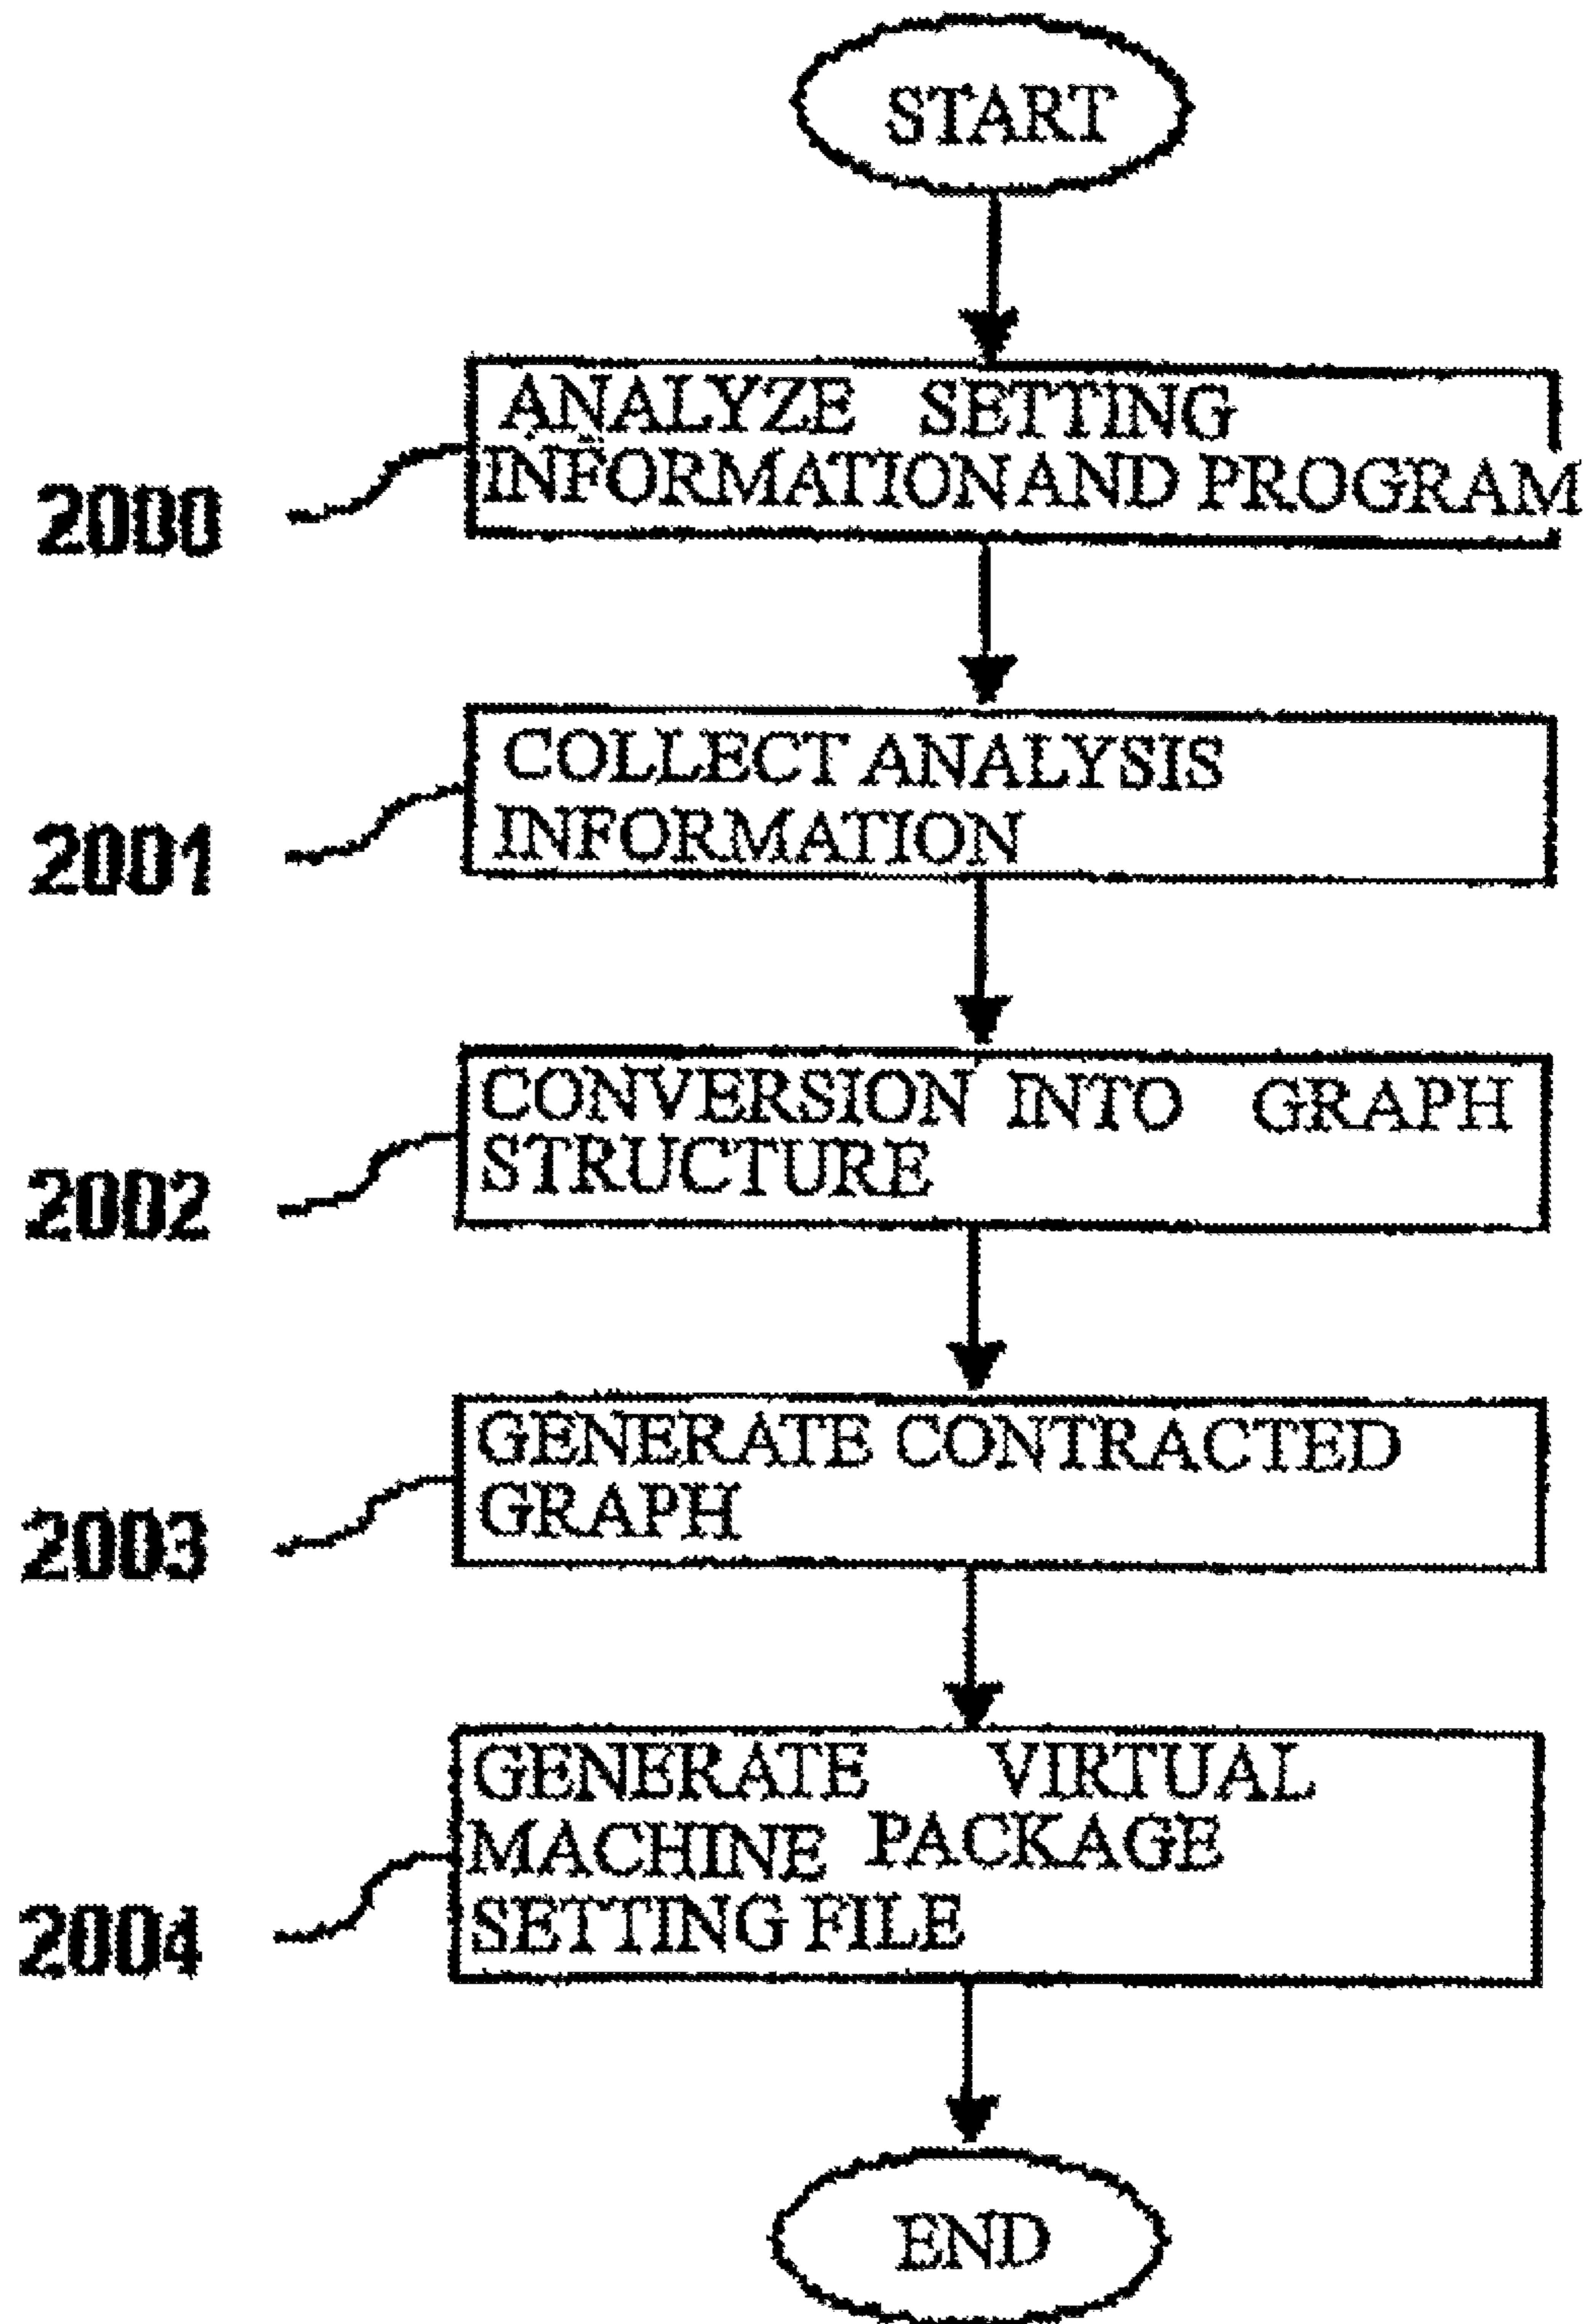 START
ANALYZE SETTING
INFORMATION AND PROGRAM
2000
COLLECT ANALYSIS
INFORMATION
2001
CONVERSION INTO GRAPH
STRUCTURE
2002
GENERATE CONTRACTED
GRAPH
2003
GENERATE VIRTUAL
MACHINE PACKAGE
SETTING FILE
2004
END